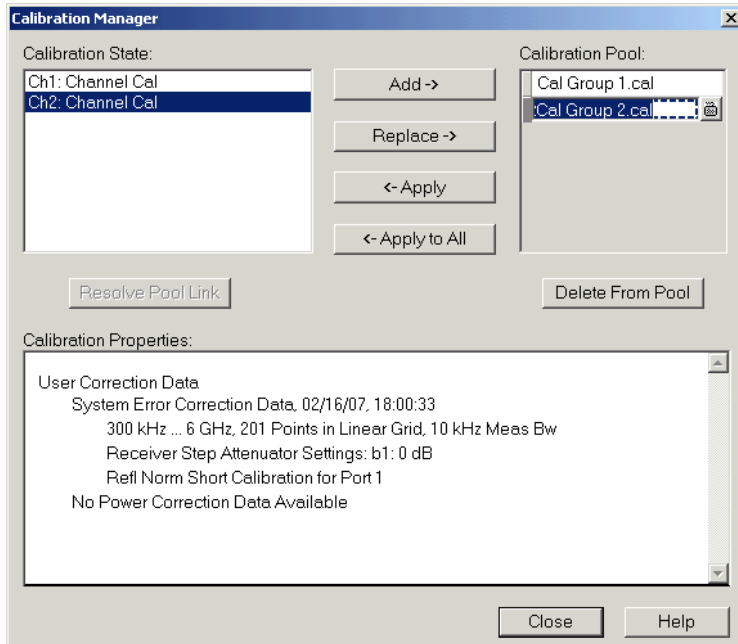 Calibration Manager
Calibration State:
Ch1: Channel Cal
Ch2: Channel Cal
Add ->
Replace ->
<- Apply
<- Apply to All
Calibration Pool:
Cal Group 1.cal
Cal Group 2.cal
Resolve Pool Link
Delete From Pool
Calibration Properties:
User Correction Data
System Error Correction Data, 02/16/07, 18:00:33
300 kHz ... 6 GHz, 201 Points in Linear Grid, 10 kHz Meas Bw
Receiver Step Attenuator Settings: b1: 0 dB
Refl Norm Short Calibration for Port 1
No Power Correction Data Available
Close
Help